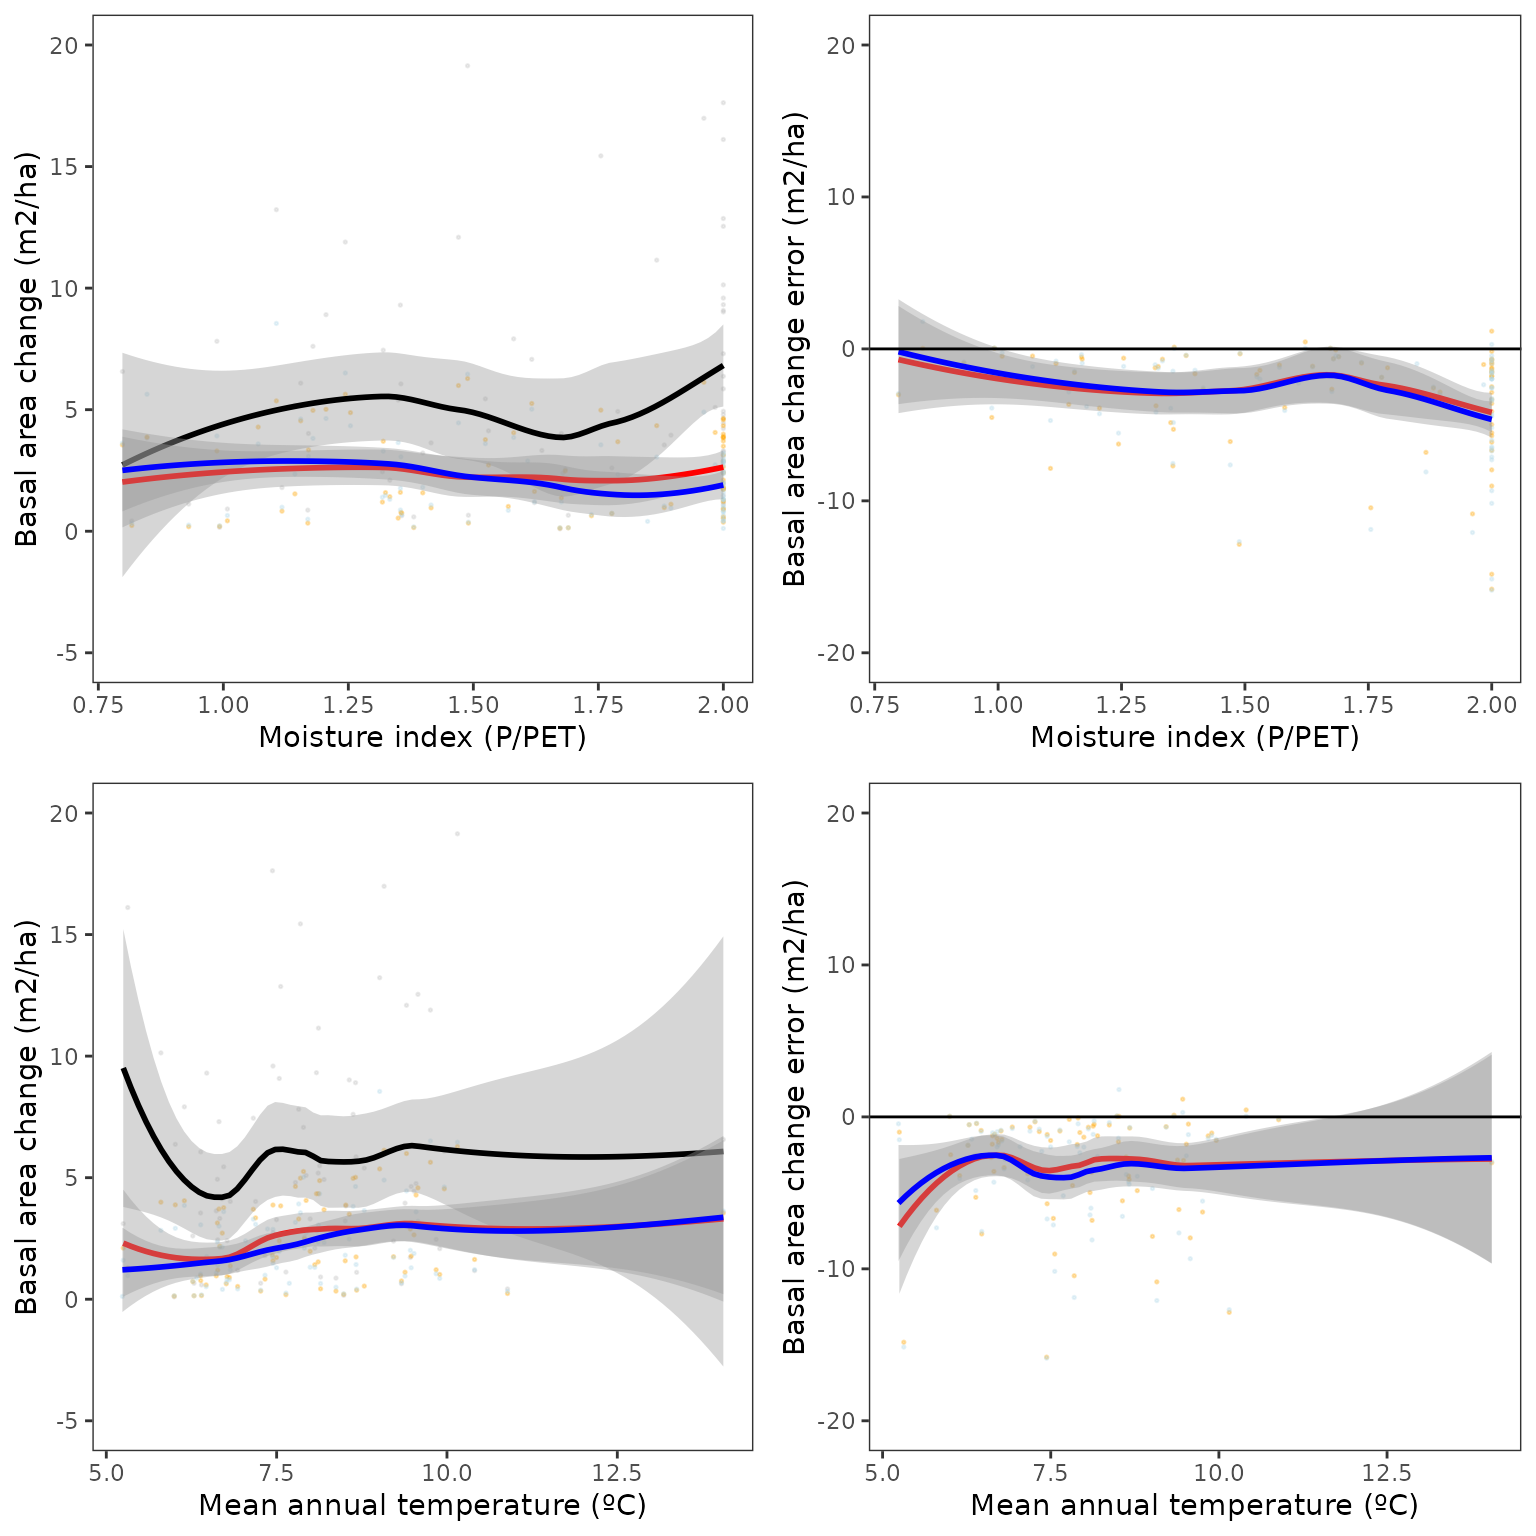 Basal area change (m2/ha)
20
15
10
5
0
-5
0.75 1.00 1.25 1.50 1.75 2.00
Moisture index (P/PET)
Basal area change error (m2/ha)
20
10
0
-10
-20
0.75 1.00 1.25 1.50 1.75 2.00
Moisture index (P/PET)
Basal area change (m2/ha)
20
15
10
5
0
-5
5.0 7.5 10.0 12.5
Mean annual temperature (ºC)
Basal area change error (m2/ha)
20
10
0
-10
-20
5.0 7.5 10.0 12.5
Mean annual temperature (ºC)